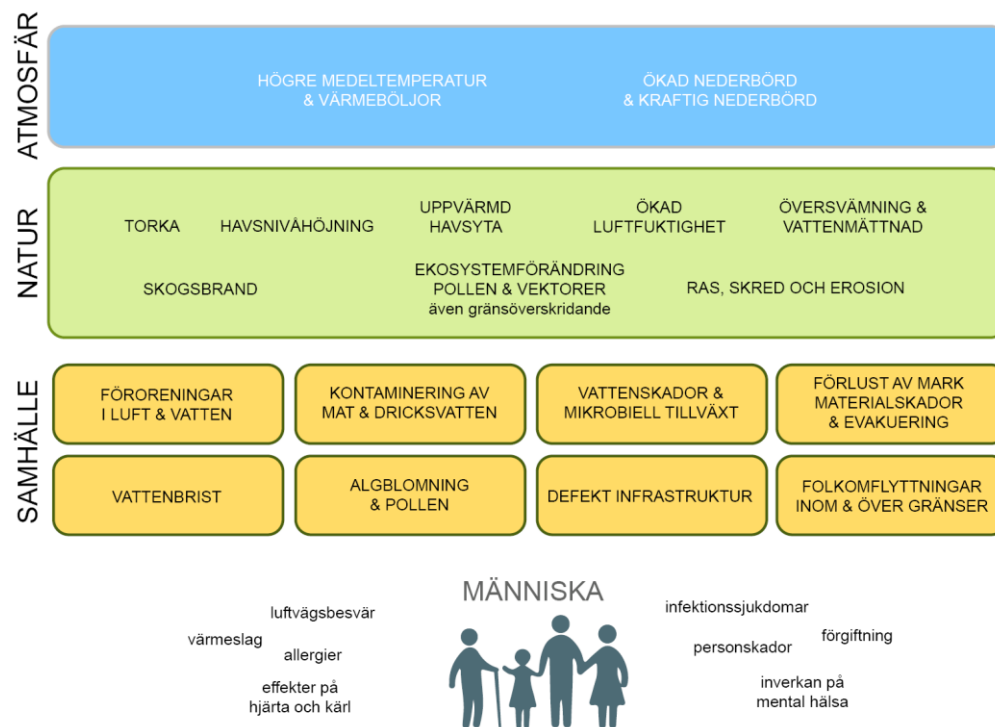 ATMOSFÄR
HÖGRE MEDELTEMPERATUR
& VÄRMEBÖLJOR
ÖKAD NEDERBÖRD
& KRAFTIG NEDERBÖRD
NATUR
TORKA
HAVSNIVÅHÖJNING
UPPVÄRMD
HAVSYTA
ÖKAD
LUFTFUKTIGHET
ÖVERSVÄMNING &
VATTENMÄTTNAD
SKOGSBRAND
EKOSYSTEMFÖRÄNDRING
POLLEN & VEKTORER
även gränsöverskridande
RAS, SKRED OCH EROSION
SAMHÄLLE
FÖRORENINGAR
I LUFT & VATTEN
KONTAMINERING AV
MAT & DRICKSVATTEN
VATTENSKADOR &
MIKROBIELL TILLVÄXT
FÖRLUST AV MARK
MATERIALSKADOR
& EVAKUERING
VATTENBRIST
ALGBLOMNING
& POLLEN
DEFEKT INFRASTRUKTUR
FOLKOMFLYTTNINGAR
INOM & ÖVER GRÄNSER
MÄNNISKA
luftvägsbesvär
värmeslag
allergier
effekter på
hjärta och kärl
infektionssjukdomar
förgiftning
personskador
inverkan på
mental hälsa